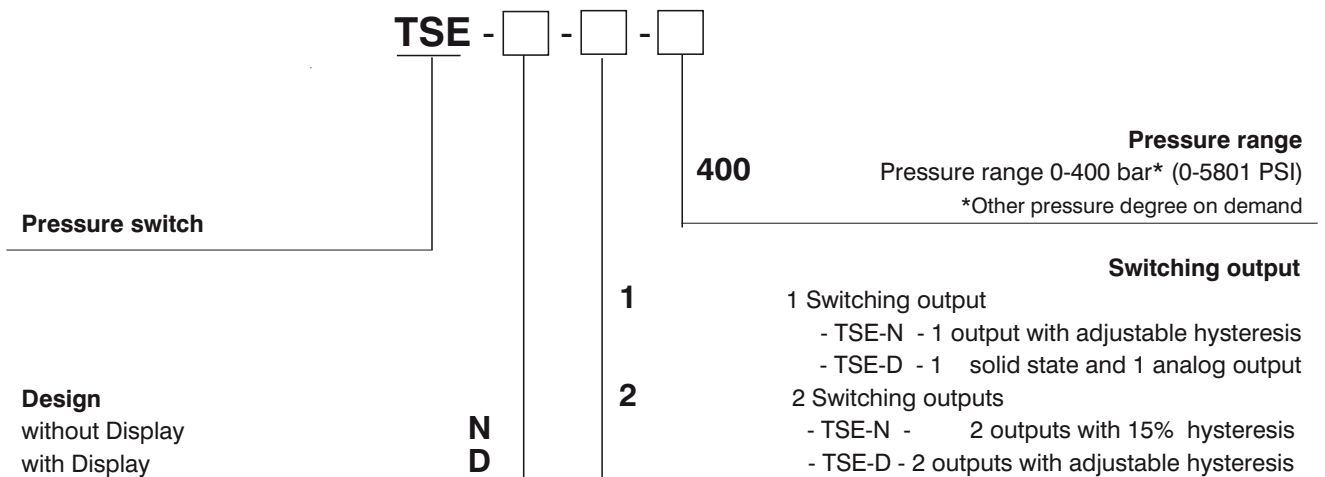 TSE - -  -
Pressure range
400 Pressure range 0-400 bar* (0-5801 PSI)
*Other pressure degree on demand
Pressure switch
Switching output
1 1 Switching output
- TSE-N - 1 output with adjustable hysteresis
- TSE-D - 1 solid state and 1 analog output
Design 2 2 Switching outputs
without Display N - TSE-N - 2 outputs with 15% hysteresis
with Display D - TSE-D - 2 outputs with adjustable hysteresis